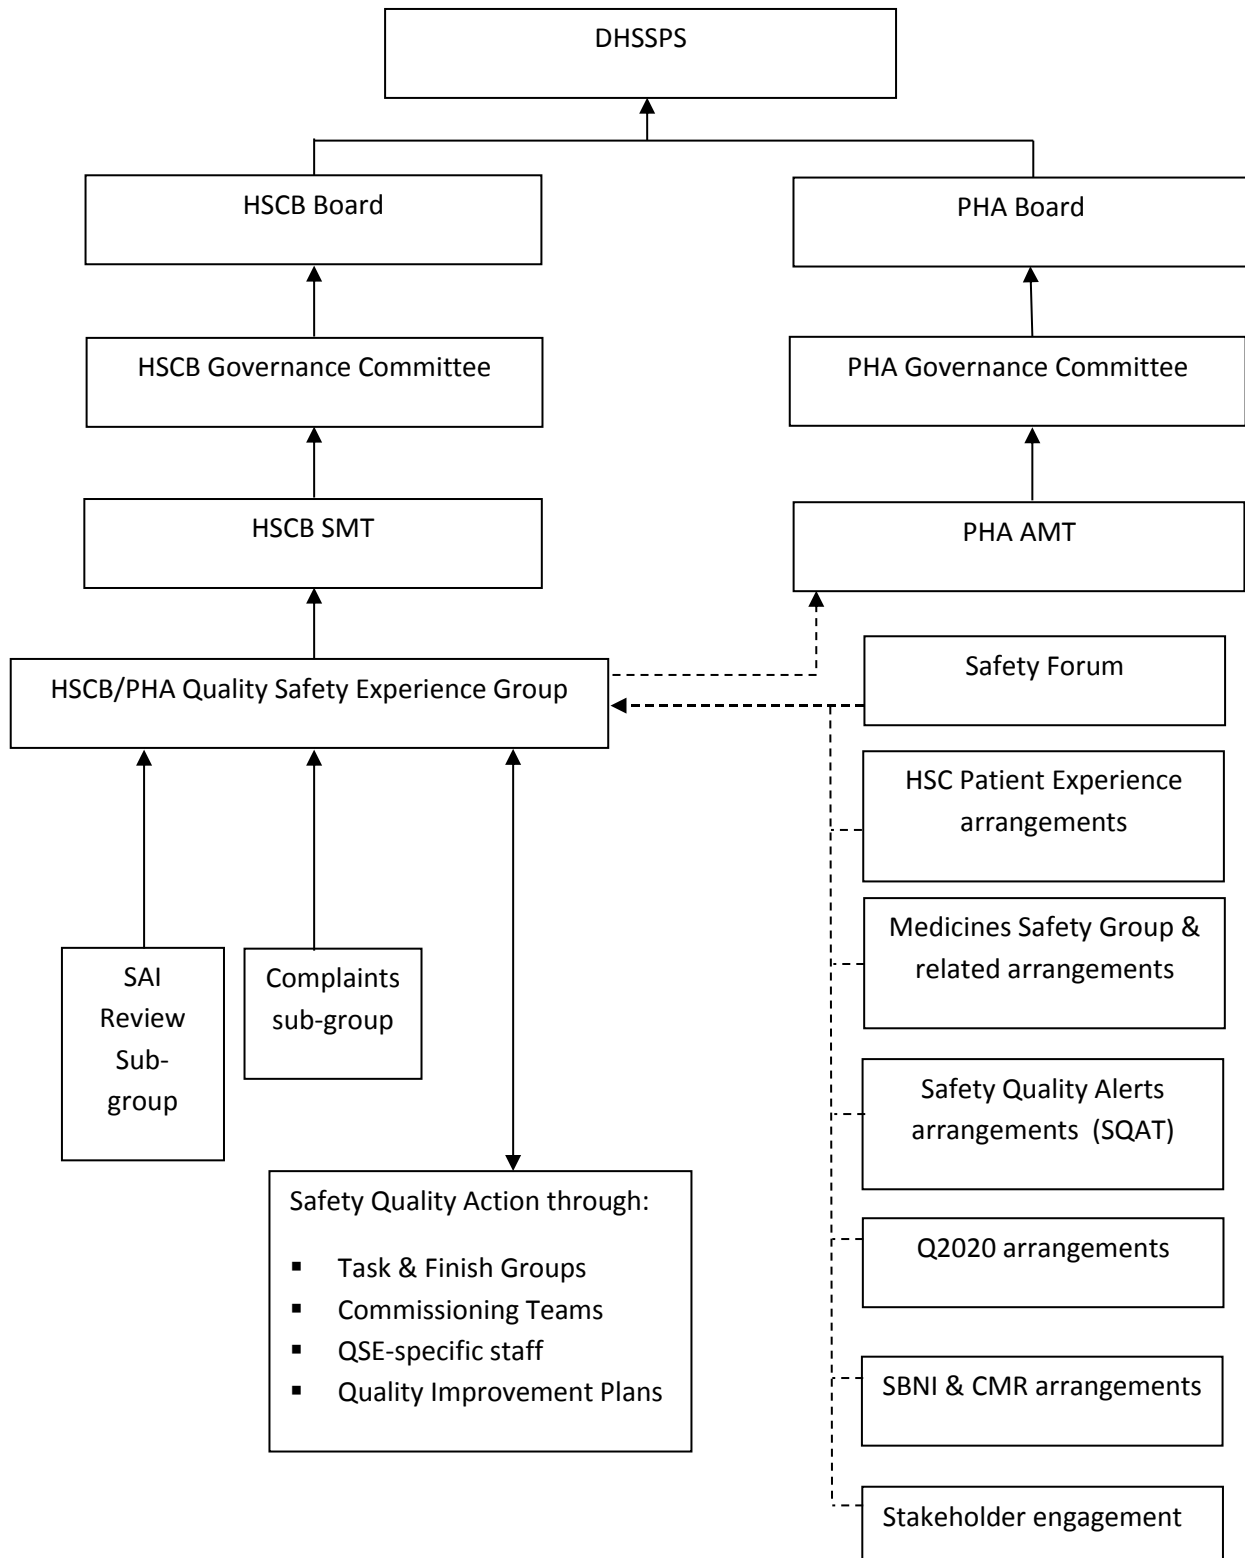 DHSSPS
HSCB Board
PHA Board
HSCB Governance Committee
PHA Governance Committee
HSCB SMT
PHA AMT
HSCB/PHA Quality Safety Experience Group
Safety Forum
HSC Patient Experience
arrangements
Medicines Safety Group &
related arrangements
SAI
Review
Sub-
group
Complaints
sub-group
Safety Quality Alerts
arrangements (SQAT)
Safety Quality Action through:
▪ Task & Finish Groups
▪ Commissioning Teams
▪ QSE-specific staff
▪ Quality Improvement Plans
Q2020 arrangements
SBNI & CMR arrangements
Stakeholder engagement